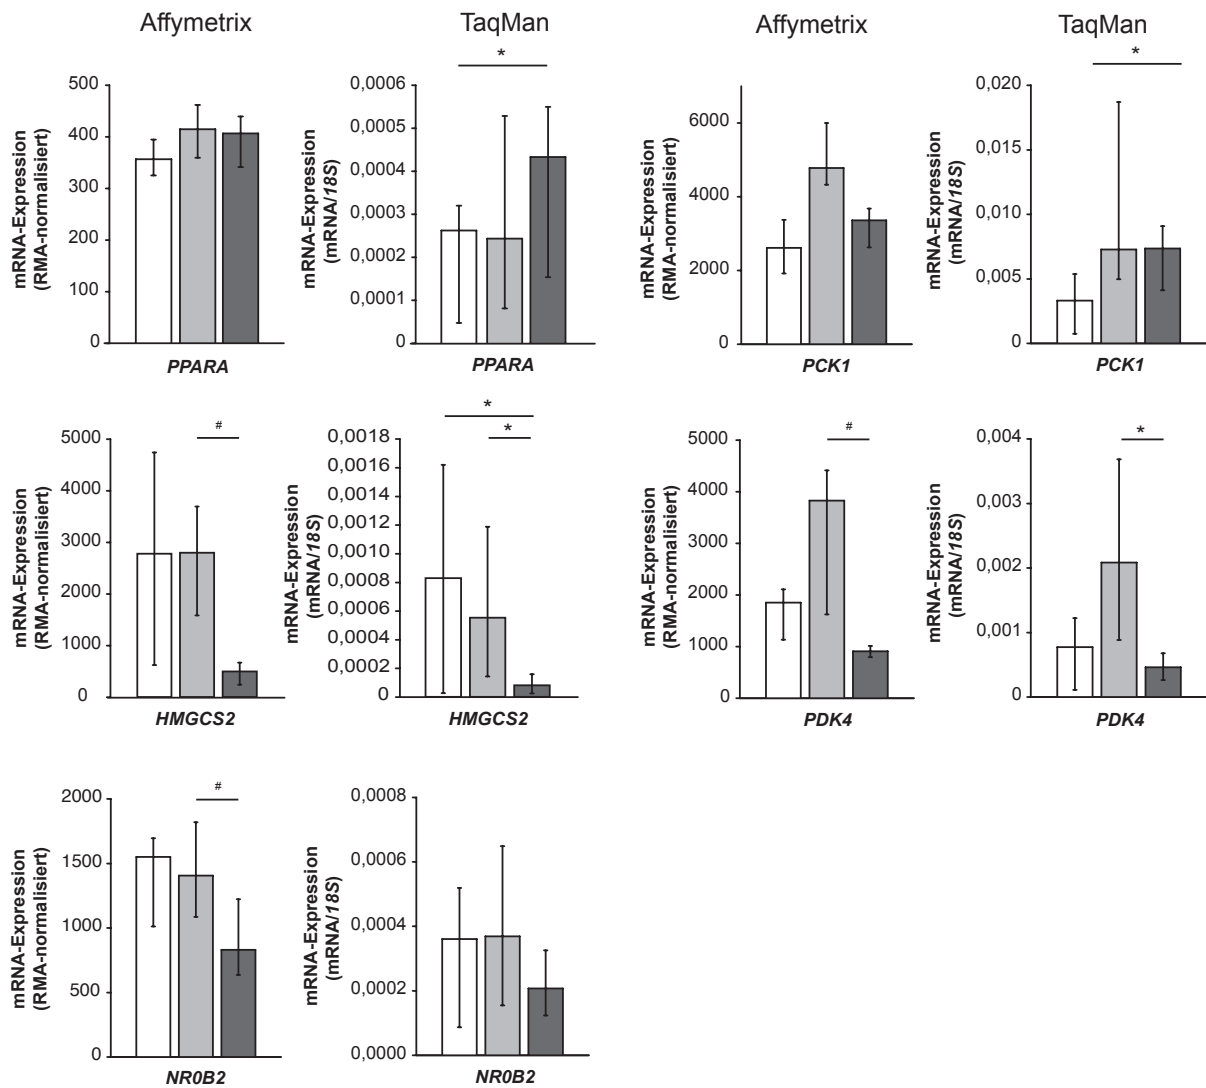 Affymetrix
TaqMan
Affymetrix
TaqMan
mRNA-Expression
(RMA-normalisiert)
500
400
300
200
100
0
PPARA
mRNA-Expression
(mRNA/18S)
*
0,0006
0,0005
0,0004
0,0003
0,0002
0,0001
0
PPARA
mRNA-Expression
(RMA-normalisiert)
6000
4000
2000
0
PCK1
mRNA-Expression
(mRNA/18S)
*
0,020
0,015
0,010
0,005
0
PCK1
mRNA-Expression
(RMA-normalisiert)
#
5000
4000
3000
2000
1000
0
HMGCS2
mRNA-Expression
(mRNA/18S)
*
*
0,0018
0,0016
0,0014
0,0012
0,0010
0,0008
0,0006
0,0004
0,0002
0
HMGCS2
mRNA-Expression
(RMA-normalisiert)
#
5000
4000
3000
2000
1000
0
PDK4
mRNA-Expression
(mRNA/18S)
*
0,004
0,003
0,002
0,001
0
PDK4
mRNA-Expression
(RMA-normalisiert)
#
2000
1500
1000
500
0
NR0B2
mRNA-Expression
(mRNA/18S)
0,0008
0,0006
0,0004
0,0002
0,0000
NR0B2